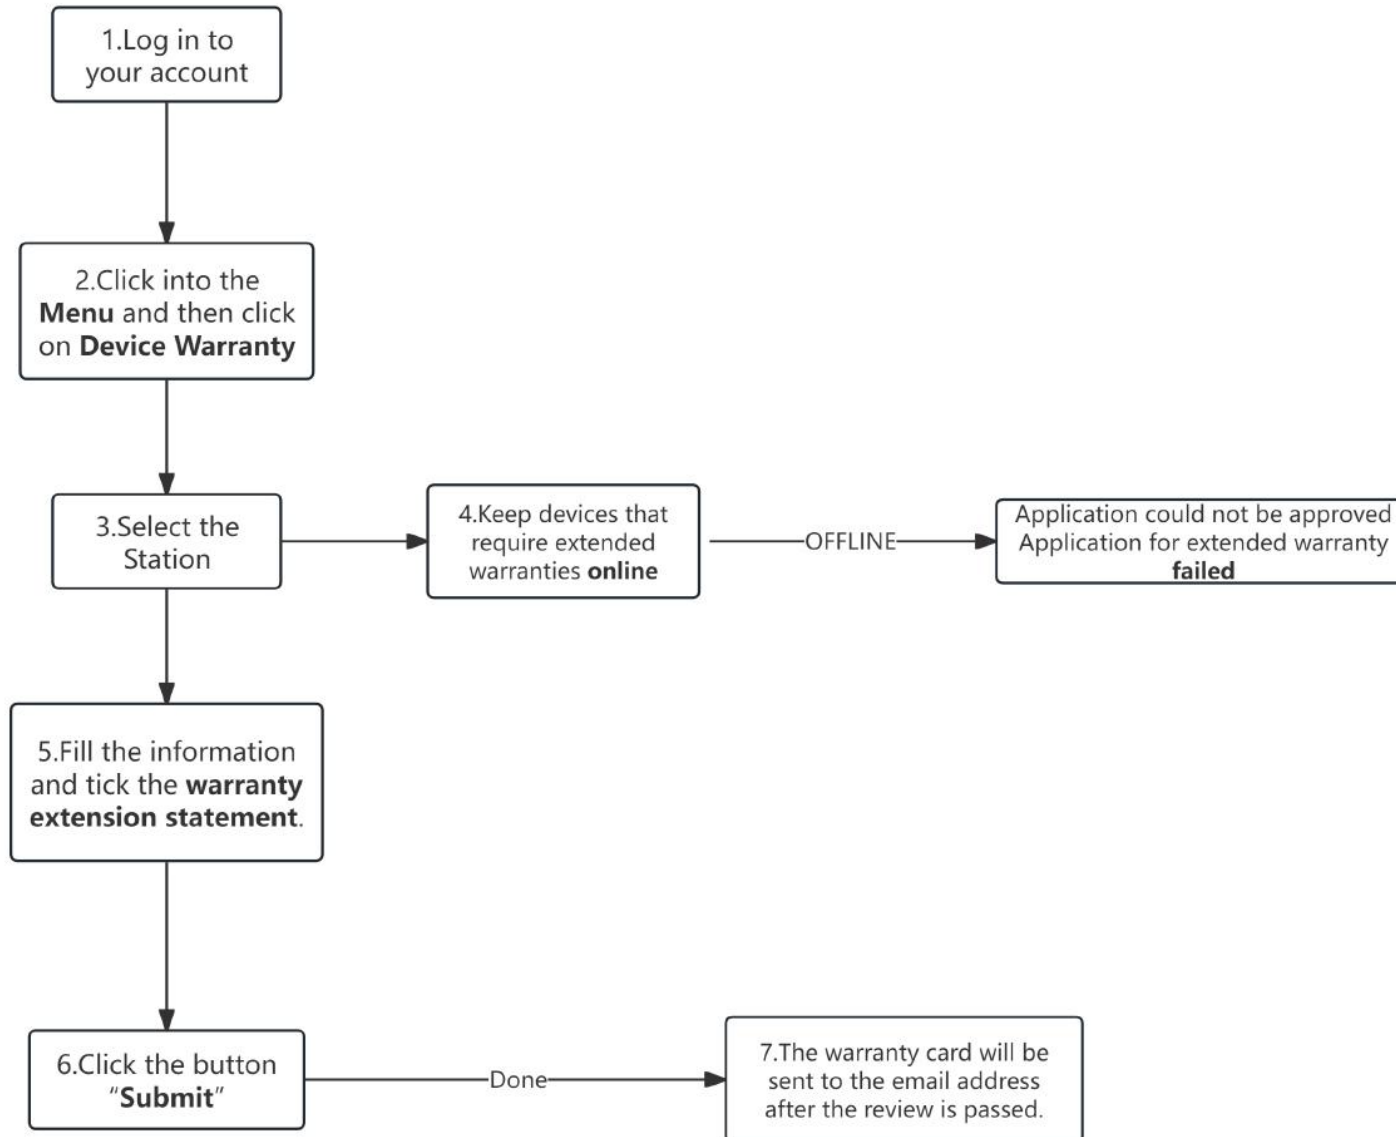 1.Log in to
your account
2.Click into the
Menu and then click
on Device Warranty
3.Select the
Station
4.Keep devices that
require extended
warranties online
OFFLINE
Application could not be approved
Application for extended warranty
failed
5.Fill the information
and tick the warranty
extension statement.
6.Click the button
“Submit”
Done
7.The warranty card will be
sent to the email address
after the review is passed.